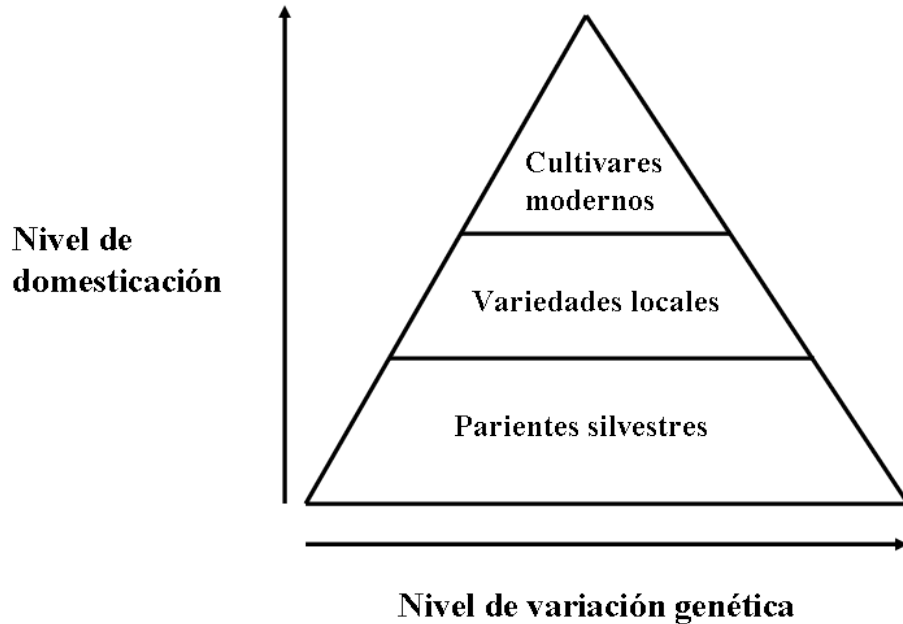 Cultivares
modernos
Nivel de
domesticación
Variedades locales
Parientes silvestres
Nivel de variación genética